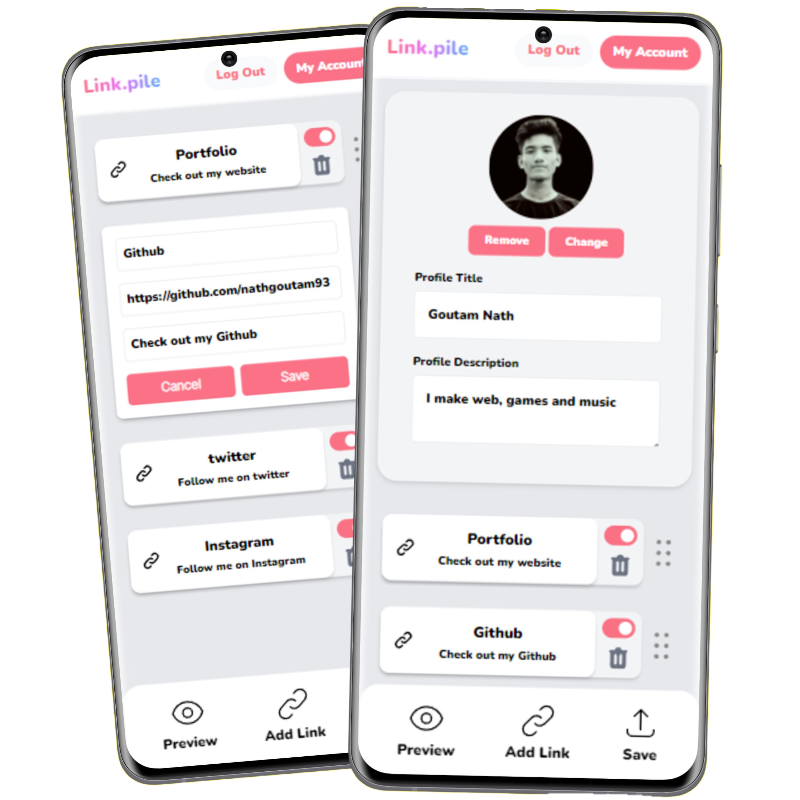 Link.pile
Log Out
My Accoun
Portfolio
Check out my website
Github
https://github.com/nathgoutam93
Check out my Github
Cancel
Save
twitter
Follow me on twitter
Instagram
Follow me on Instagram
Preview
Add Link
Link.pile
Log Out
My Account
Remove
Change
Profile Title
Goutam Nath
Profile Description
I make web, games and music
Portfolio
Check out my website
Github
Check out my Github
Preview
Add Link
Save